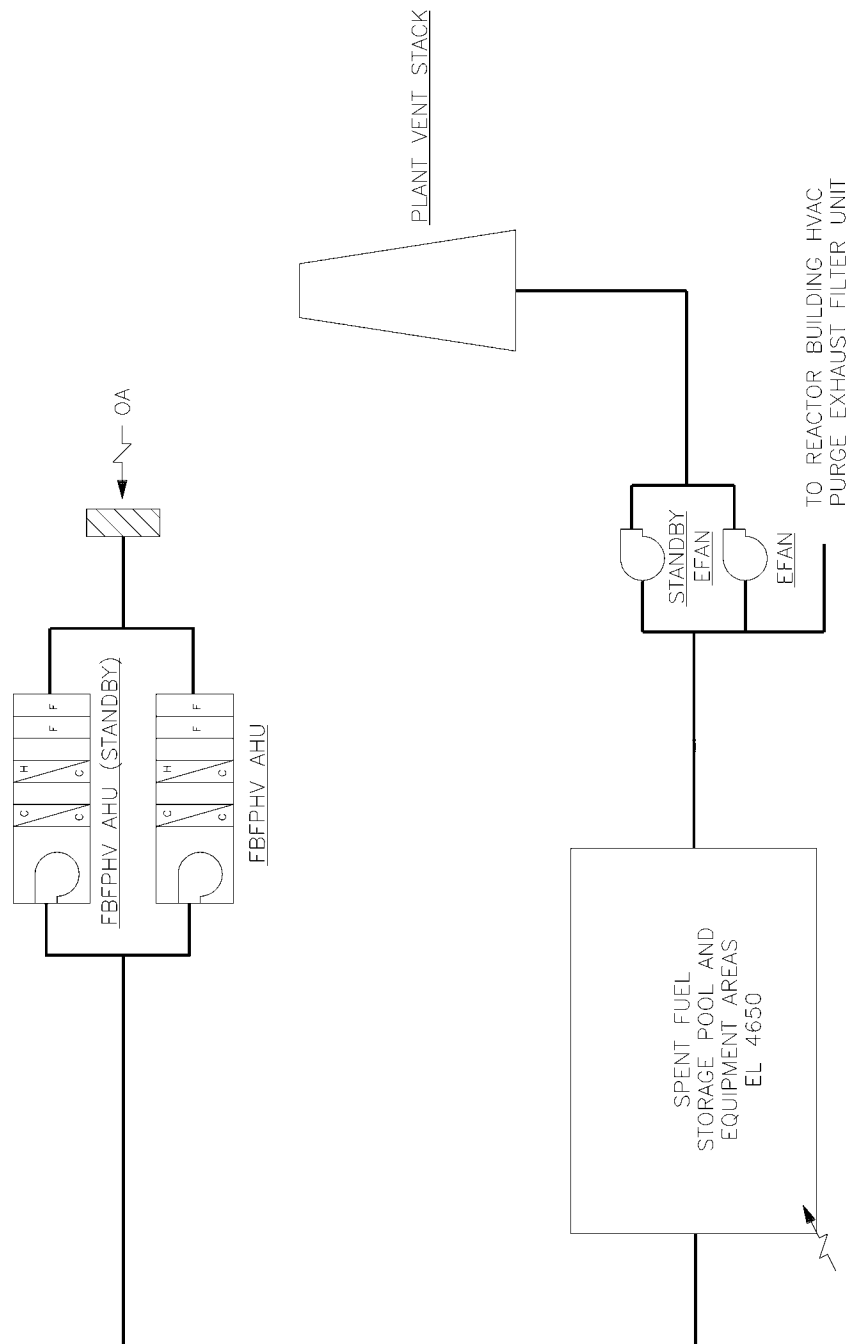 PLANT VENT STACK
OA
F
F
H
C
C
C
FBFPHV AHU (STANDBY)
F
F
H
C
C
C
FBFPHV AHU
STANDBY
EFAN
EFAN
TO REACTOR BUILDING HVAC
PURGE EXHAUST FILTER UNIT
SPENT FUEL
STORAGE POOL AND
EQUIPMENT AREAS
EL 4650